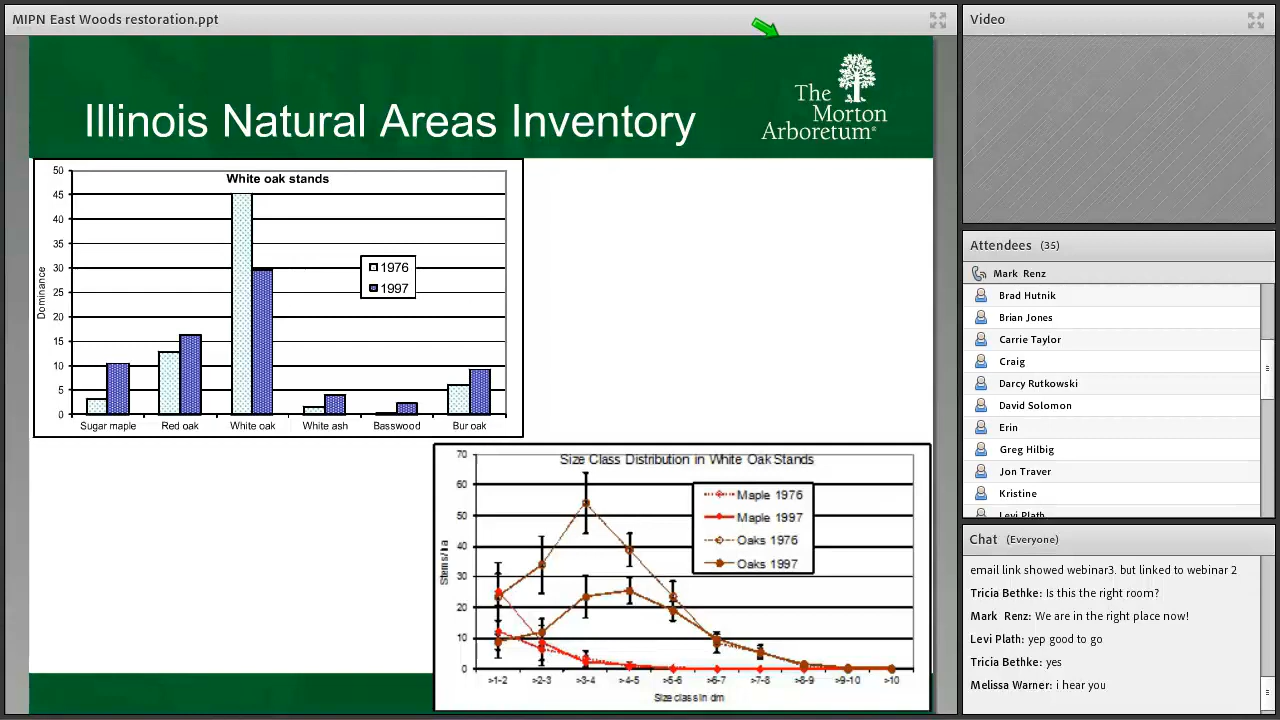 MIPN East Woods restoration.ppt
Illinois Natural Areas Inventory
The
Morton
Arboretum®
White oak stands
50
45
40
35
30
25
20
15
10
5
0
Dominance
1976
1997
Sugar maple Red oak White oak White ash Basswood Bur oak
Size Class Distribution in White Oak Stands
70
60
50
40
30
20
10
0
Stems/ha
Maple 1976
Maple 1997
Oaks 1976
Oaks 1997
>1-2 >2-3 >3-4 >4-5 >5-6 >6-7 >7-8 >8-9 >9-10 >10
Size class in dm
Video
Attendees (35)
Mark Renz
Brad Hutnik
Brian Jones
Carrie Taylor
Craig
Darcy Rutkowski
David Solomon
Erin
Greg Hilbig
Jon Traver
Kristine
Levi Plath
Chat (Everyone)
email link showed webinar3. but linked to webinar 2
Tricia Bethke: Is this the right room?
Mark Renz: We are in the right place now!
Levi Plath: yep good to go
Tricia Bethke: yes
Melissa Warner: i hear you